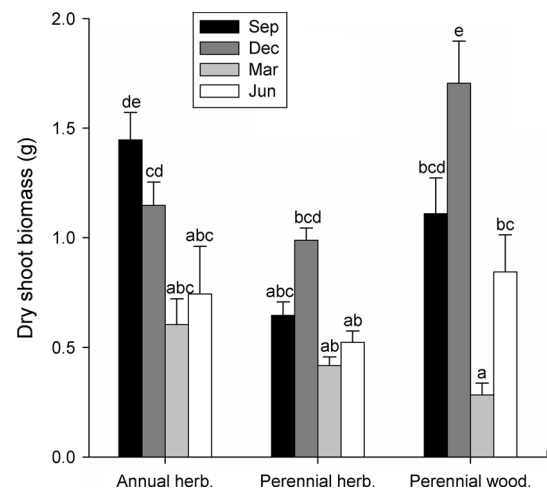 2.0
1.5
1.0
0.5
0.0
Dry shoot biomass (g)
Sep
Dec
Mar
Jun
de
cd
abc
abc
abc
bcd
ab
ab
bcd
e
a
bc
Annual herb.
Perennial herb.
Perennial wood.